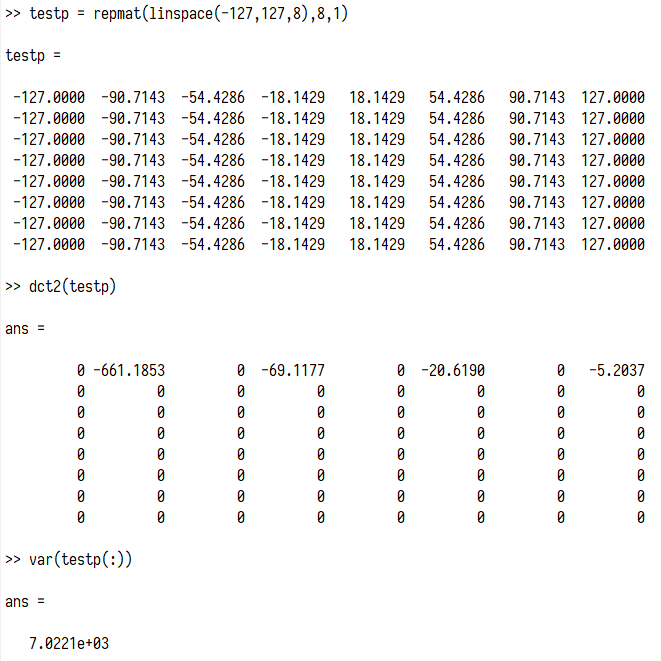 >> testp = repmat(linspace(-127,127,8),8,1)
testp =
-127.0000 -90.7143 -54.4286 -18.1429 18.1429 54.4286 90.7143 127.0000
-127.0000 -90.7143 -54.4286 -18.1429 18.1429 54.4286 90.7143 127.0000
-127.0000 -90.7143 -54.4286 -18.1429 18.1429 54.4286 90.7143 127.0000
-127.0000 -90.7143 -54.4286 -18.1429 18.1429 54.4286 90.7143 127.0000
-127.0000 -90.7143 -54.4286 -18.1429 18.1429 54.4286 90.7143 127.0000
-127.0000 -90.7143 -54.4286 -18.1429 18.1429 54.4286 90.7143 127.0000
-127.0000 -90.7143 -54.4286 -18.1429 18.1429 54.4286 90.7143 127.0000
-127.0000 -90.7143 -54.4286 -18.1429 18.1429 54.4286 90.7143 127.0000
>> dct2(testp)
ans =
0 -661.1853 0 -69.1177 0 -20.6190 0 -5.2037
0 0 0 0 0 0 0 0
0 0 0 0 0 0 0 0
0 0 0 0 0 0 0 0
0 0 0 0 0 0 0 0
0 0 0 0 0 0 0 0
0 0 0 0 0 0 0 0
0 0 0 0 0 0 0 0
>> var(testp(:))
ans =
7.0221e+03